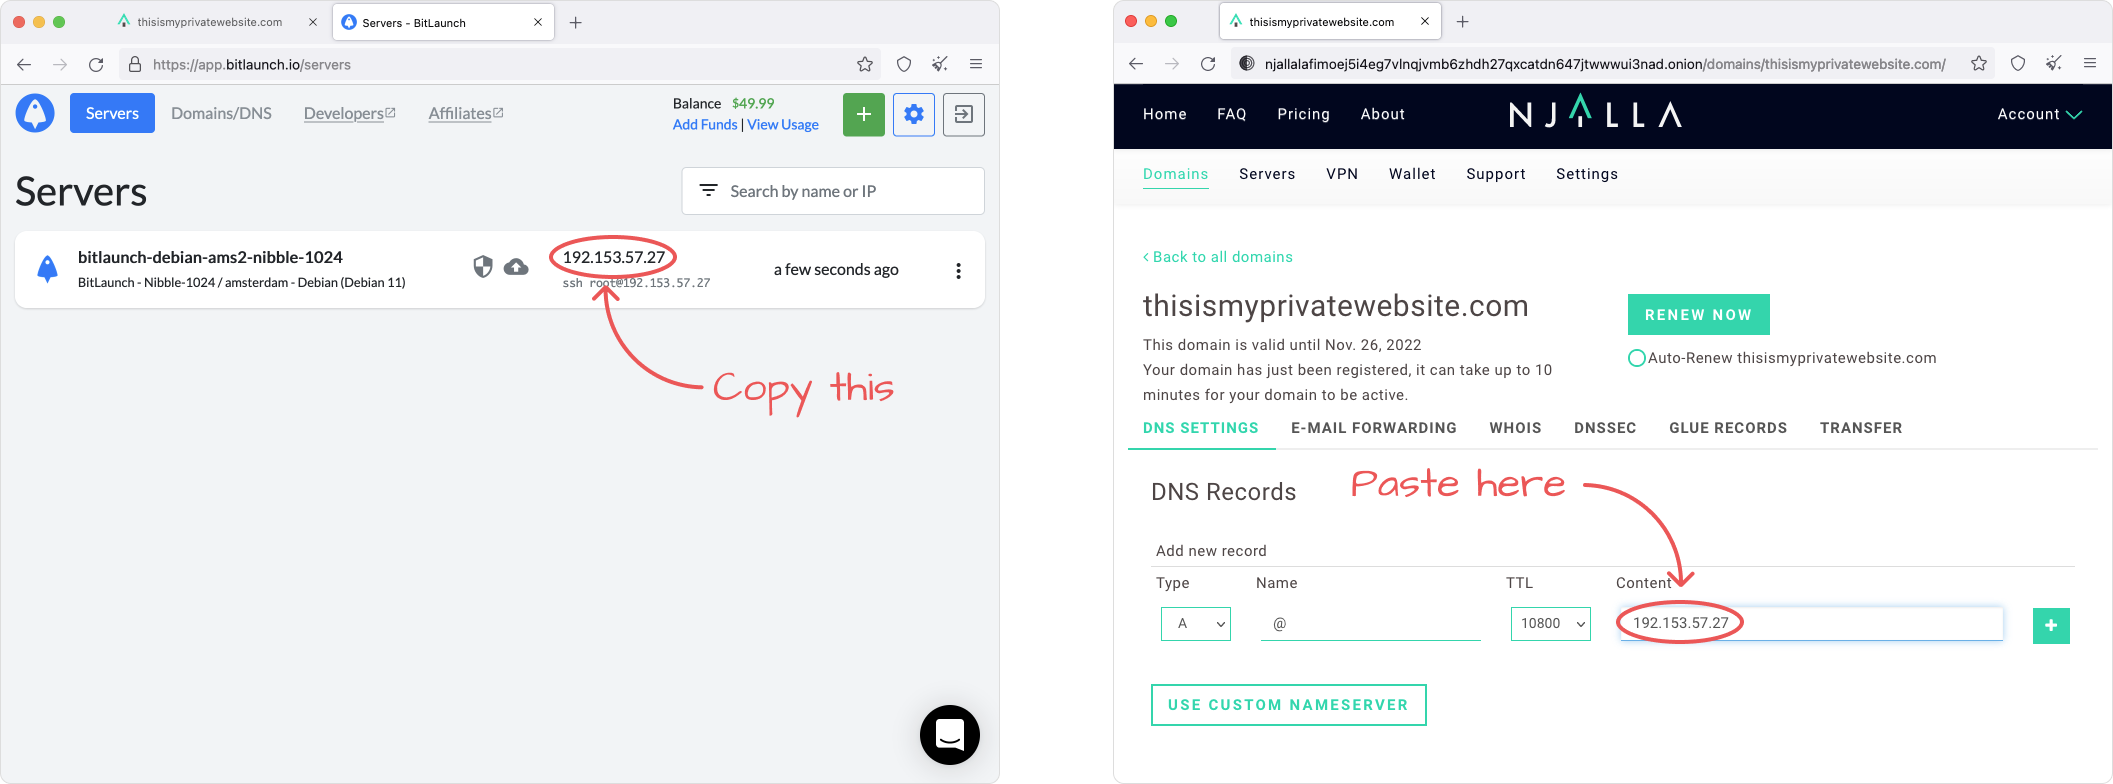 thisismyprivatewebsite.com
Servers - BitLaunch
https://app.bitlaunch.io/servers
Servers
Domains/DNS
Developers
Affiliates
Balance $49.99
Add Funds | View Usage
Servers
Search by name or IP
bitlaunch-debian-ams2-nibble-1024
BitLaunch - Nibble-1024 / amsterdam - Debian (Debian 11)
192.153.57.27
ssh root@192.153.57.27
a few seconds ago
Copy this
thisismyprivatewebsite.com
njallalafimoej5i4eg7vlnqjvmb6zhdh27qxcatdn647jtwwwui3nad.onion/domains/thisismyprivatewebsite.com/
Home FAQ Pricing About
NJALLA
Account
Domains Servers VPN Wallet Support Settings
Back to all domains
thisismyprivatewebsite.com
RENEW NOW
This domain is valid until Nov. 26, 2022
Your domain has just been registered, it can take up to 10
minutes for your domain to be active.
Auto-Renew thisismyprivatewebsite.com
DNS SETTINGS E-MAIL FORWARDING WHOIS DNSSEC GLUE RECORDS TRANSFER
DNS Records
Paste here
Add new record
Type Name TTL Content
A @ 10800 192.153.57.27
USE CUSTOM NAMESERVER